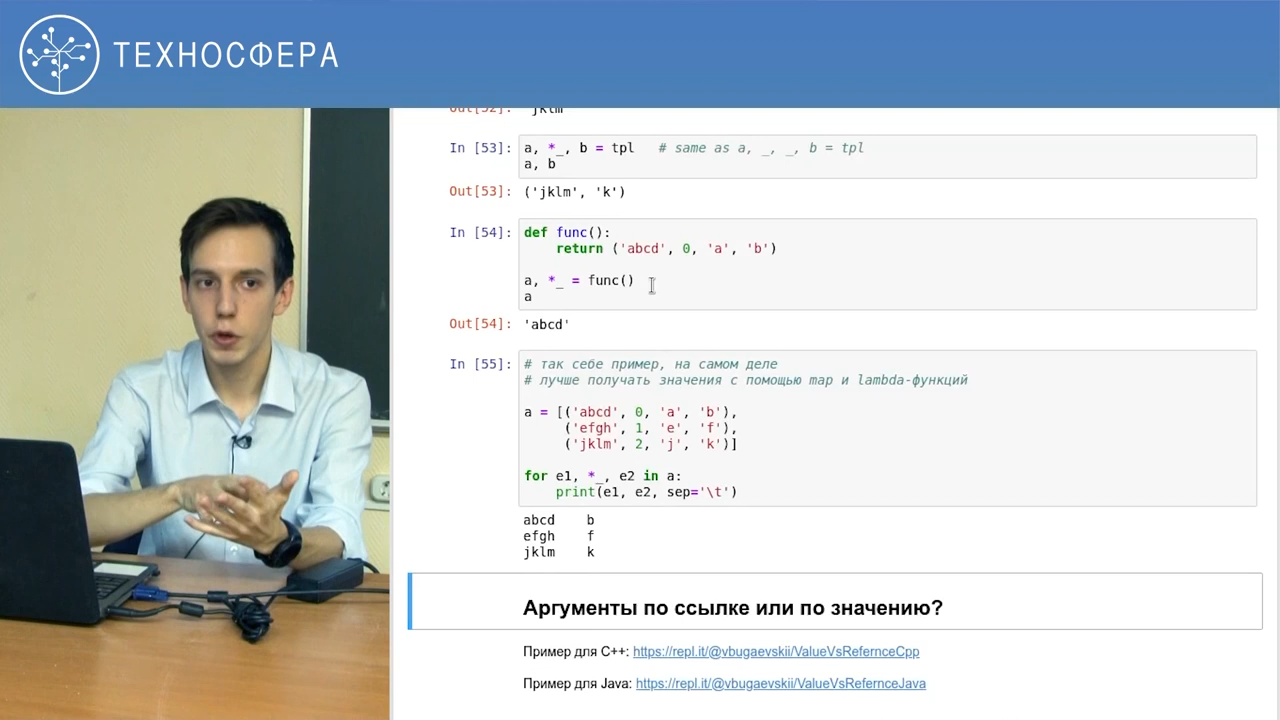 ТЕХНОСФЕРА
Out[52]: 'jklm'
In [53]: a, *_, b = tpl   # same as a, _, _, b = tpl
a, b
Out[53]: ('jklm', 'k')
In [54]: def func():
    return ('abcd', 0, 'a', 'b')
a, *_ = func()
a
Out[54]: 'abcd'
In [55]: # так себе пример, на самом деле
# лучше получать значения с помощью map и lambda-функций
a = [('abcd', 0, 'a', 'b'),
     ('efgh', 1, 'e', 'f'),
     ('jklm', 2, 'j', 'k')]
for e1, *_, e2 in a:
    print(e1, e2, sep='\t')
abcd    b
efgh    f
jklm    k
Аргументы по ссылке или по значению?
Пример для C++: https://repl.it/@vbugaevskii/ValueVsRefernceCpp
Пример для Java: https://repl.it/@vbugaevskii/ValueVsRefernceJava